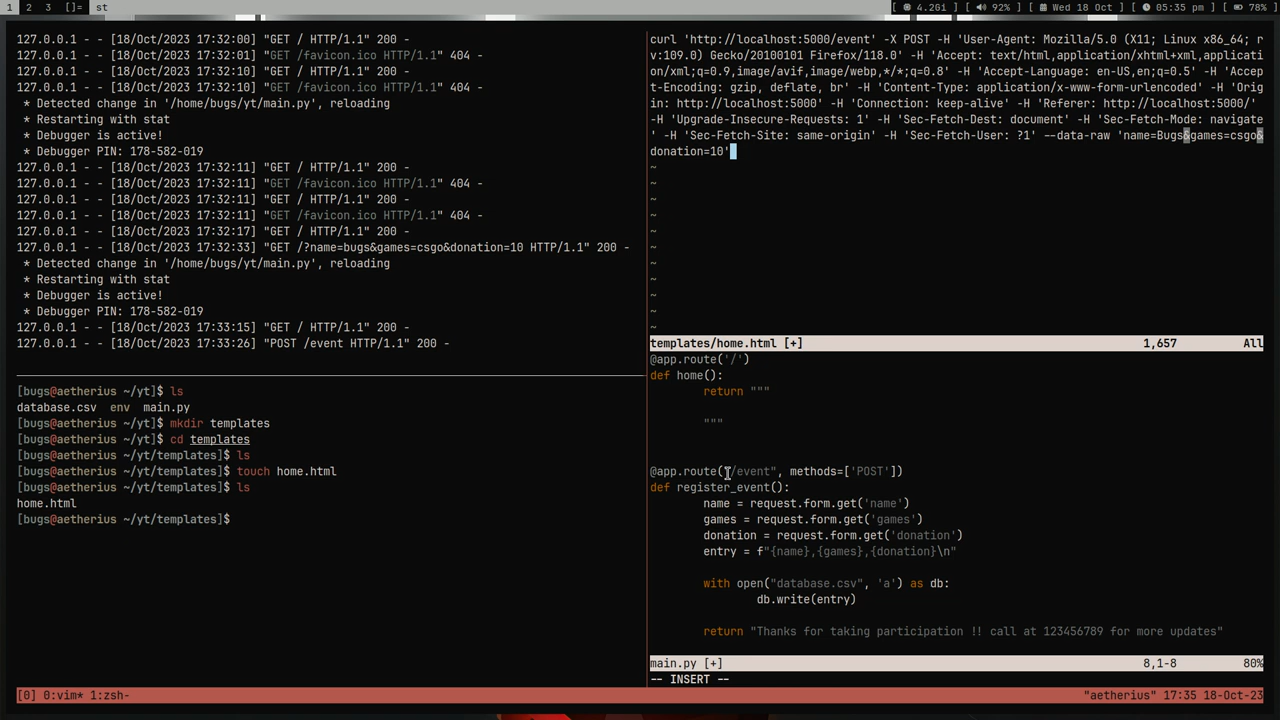 1 2 3 []= st [ 4.2Gi ] [ 92% ] [ Wed 18 Oct ] [ 05:35 pm ] [ 78% ]
127.0.0.1 - - [18/Oct/2023 17:32:00] "GET / HTTP/1.1" 200 -
127.0.0.1 - - [18/Oct/2023 17:32:01] "GET /favicon.ico HTTP/1.1" 404 -
127.0.0.1 - - [18/Oct/2023 17:32:10] "GET / HTTP/1.1" 200 -
127.0.0.1 - - [18/Oct/2023 17:32:10] "GET /favicon.ico HTTP/1.1" 404 -
 * Detected change in '/home/bugs/yt/main.py', reloading
 * Restarting with stat
 * Debugger is active!
 * Debugger PIN: 178-582-019
127.0.0.1 - - [18/Oct/2023 17:32:11] "GET / HTTP/1.1" 200 -
127.0.0.1 - - [18/Oct/2023 17:32:11] "GET /favicon.ico HTTP/1.1" 404 -
127.0.0.1 - - [18/Oct/2023 17:32:11] "GET / HTTP/1.1" 200 -
127.0.0.1 - - [18/Oct/2023 17:32:11] "GET /favicon.ico HTTP/1.1" 404 -
127.0.0.1 - - [18/Oct/2023 17:32:17] "GET / HTTP/1.1" 200 -
127.0.0.1 - - [18/Oct/2023 17:32:33] "GET /?name=bugs&games=csgo&donation=10 HTTP/1.1" 200 -
 * Detected change in '/home/bugs/yt/main.py', reloading
 * Restarting with stat
 * Debugger is active!
 * Debugger PIN: 178-582-019
127.0.0.1 - - [18/Oct/2023 17:33:15] "GET / HTTP/1.1" 200 -
127.0.0.1 - - [18/Oct/2023 17:33:26] "POST /event HTTP/1.1" 200 -
[bugs@aetherius ~/yt]$ ls
database.csv  env  main.py
[bugs@aetherius ~/yt]$ mkdir templates
[bugs@aetherius ~/yt]$ cd templates
[bugs@aetherius ~/yt/templates]$ ls
[bugs@aetherius ~/yt/templates]$ touch home.html
[bugs@aetherius ~/yt/templates]$ ls
home.html
[bugs@aetherius ~/yt/templates]$
curl 'http://localhost:5000/event' -X POST -H 'User-Agent: Mozilla/5.0 (X11; Linux x86_64; r
v:109.0) Gecko/20100101 Firefox/118.0' -H 'Accept: text/html,application/xhtml+xml,applicati
on/xml;q=0.9,image/avif,image/webp,*/*;q=0.8' -H 'Accept-Language: en-US,en;q=0.5' -H 'Accep
t-Encoding: gzip, deflate, br' -H 'Content-Type: application/x-www-form-urlencoded' -H 'Orig
in: http://localhost:5000' -H 'Connection: keep-alive' -H 'Referer: http://localhost:5000/'
-H 'Upgrade-Insecure-Requests: 1' -H 'Sec-Fetch-Dest: document' -H 'Sec-Fetch-Mode: navigate
' -H 'Sec-Fetch-Site: same-origin' -H 'Sec-Fetch-User: ?1' --data-raw 'name=Bugs&games=csgo&
donation=10'
~
~
~
~
~
~
~
~
~
~
~
templates/home.html [+] 1,657 All
@app.route('/')
def home():
        return """

        """

@app.route("/event", methods=['POST'])
def register_event():
        name = request.form.get('name')
        games = request.form.get('games')
        donation = request.form.get('donation')
        entry = f"{name},{games},{donation}\n"

        with open("database.csv", 'a') as db:
                db.write(entry)

        return "Thanks for taking participation !! call at 123456789 for more updates"
main.py [+] 8,1-8 80%
-- INSERT --
[0] 0:vim* 1:zsh- "aetherius" 17:35 18-Oct-23